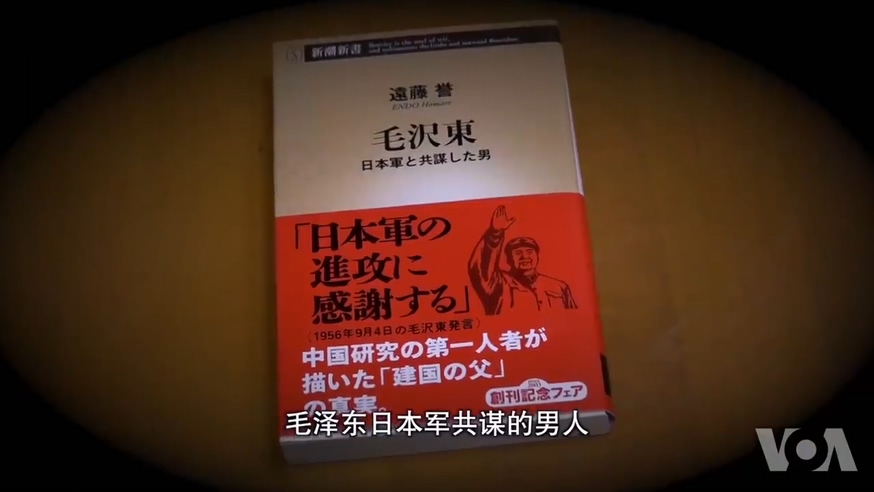 新潮新書
遠藤 誉
ENDO Homare
毛沢東
日本軍と共謀した男
「日本軍の
進攻に
感謝する」
(1956年9月4日の毛沢東発言)
中国研究の第一人者が
描いた「建国の父」
の真実。
創刊記念フェア
毛泽东日本军共谋的男人
VOA